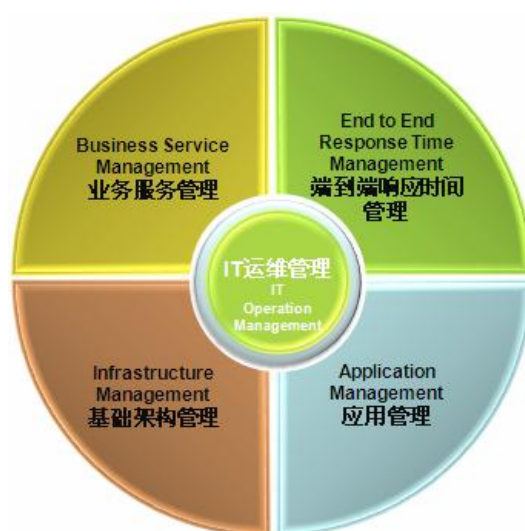 Business Service
Management
业务服务管理
End to End
Response Time
Management
端到端响应时间
管理
IT运维管理
IT
Operation
Management
Infrastructure
Management
基础架构管理
Application
Management
应用管理